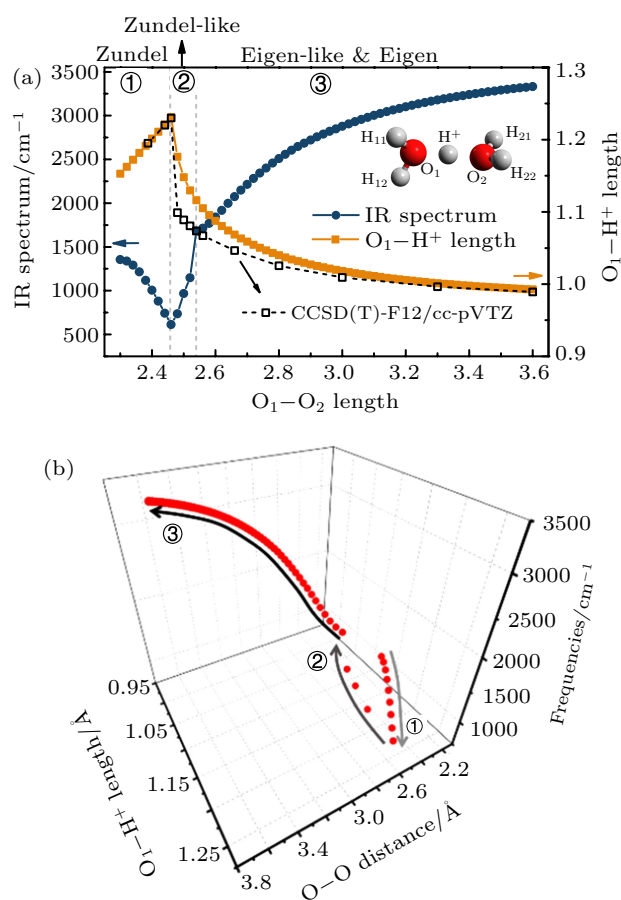 Zundel-like
Zundel
Eigen-like & Eigen
(a)
① ② ③
3500
3000
2500
2000
1500
1000
500
IR spectrum/cm⁻¹
1.3
1.2
1.1
1.0
0.9
O₁−H⁺ length
H₁₁
H⁺
H₂₁
H₁₂
O₁
O₂
H₂₂
IR spectrum
O₁−H⁺ length
CCSD(T)-F12/cc-pVTZ
2.4 2.6 2.8 3.0 3.2 3.4 3.6
O₁−O₂ length
(b)
③
②
①
3500
3000
2500
2000
1500
1000
Frequencies/cm⁻¹
0.95
1.05
1.15
1.25
O₁−H+ length/Å
3.8
3.4
3.0
2.6
2.2
O−O distance/Å